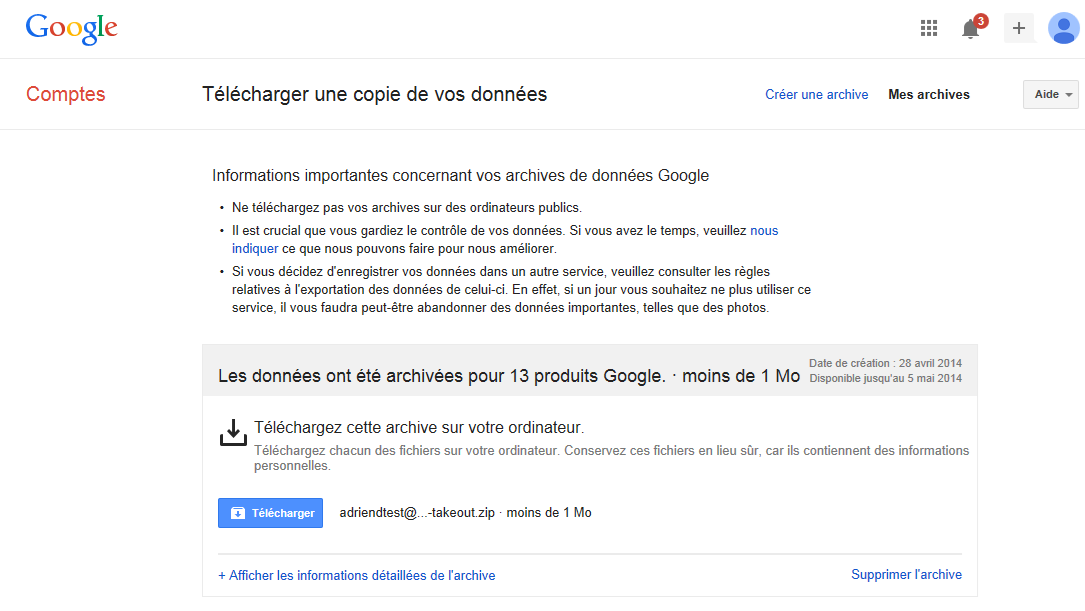 Google
3
+
Comptes
Télécharger une copie de vos données
Créer une archive
Mes archives
Aide
Informations importantes concernant vos archives de données Google
• Ne téléchargez pas vos archives sur des ordinateurs publics.
• Il est crucial que vous gardiez le contrôle de vos données. Si vous avez le temps, veuillez nous
indiquer ce que nous pouvons faire pour nous améliorer.
• Si vous décidez d'enregistrer vos données dans un autre service, veuillez consulter les règles
relatives à l'exportation des données de celui-ci. En effet, si un jour vous souhaitez ne plus utiliser ce
service, il vous faudra peut-être abandonner des données importantes, telles que des photos.
Les données ont été archivées pour 13 produits Google. · moins de 1 Mo
Date de création : 28 avril 2014
Disponible jusqu'au 5 mai 2014
Téléchargez cette archive sur votre ordinateur.
Téléchargez chacun des fichiers sur votre ordinateur. Conservez ces fichiers en lieu sûr, car ils contiennent des informations
personnelles.
Télécharger
adriendtest@...-takeout.zip · moins de 1 Mo
+ Afficher les informations détaillées de l'archive
Supprimer l'archive